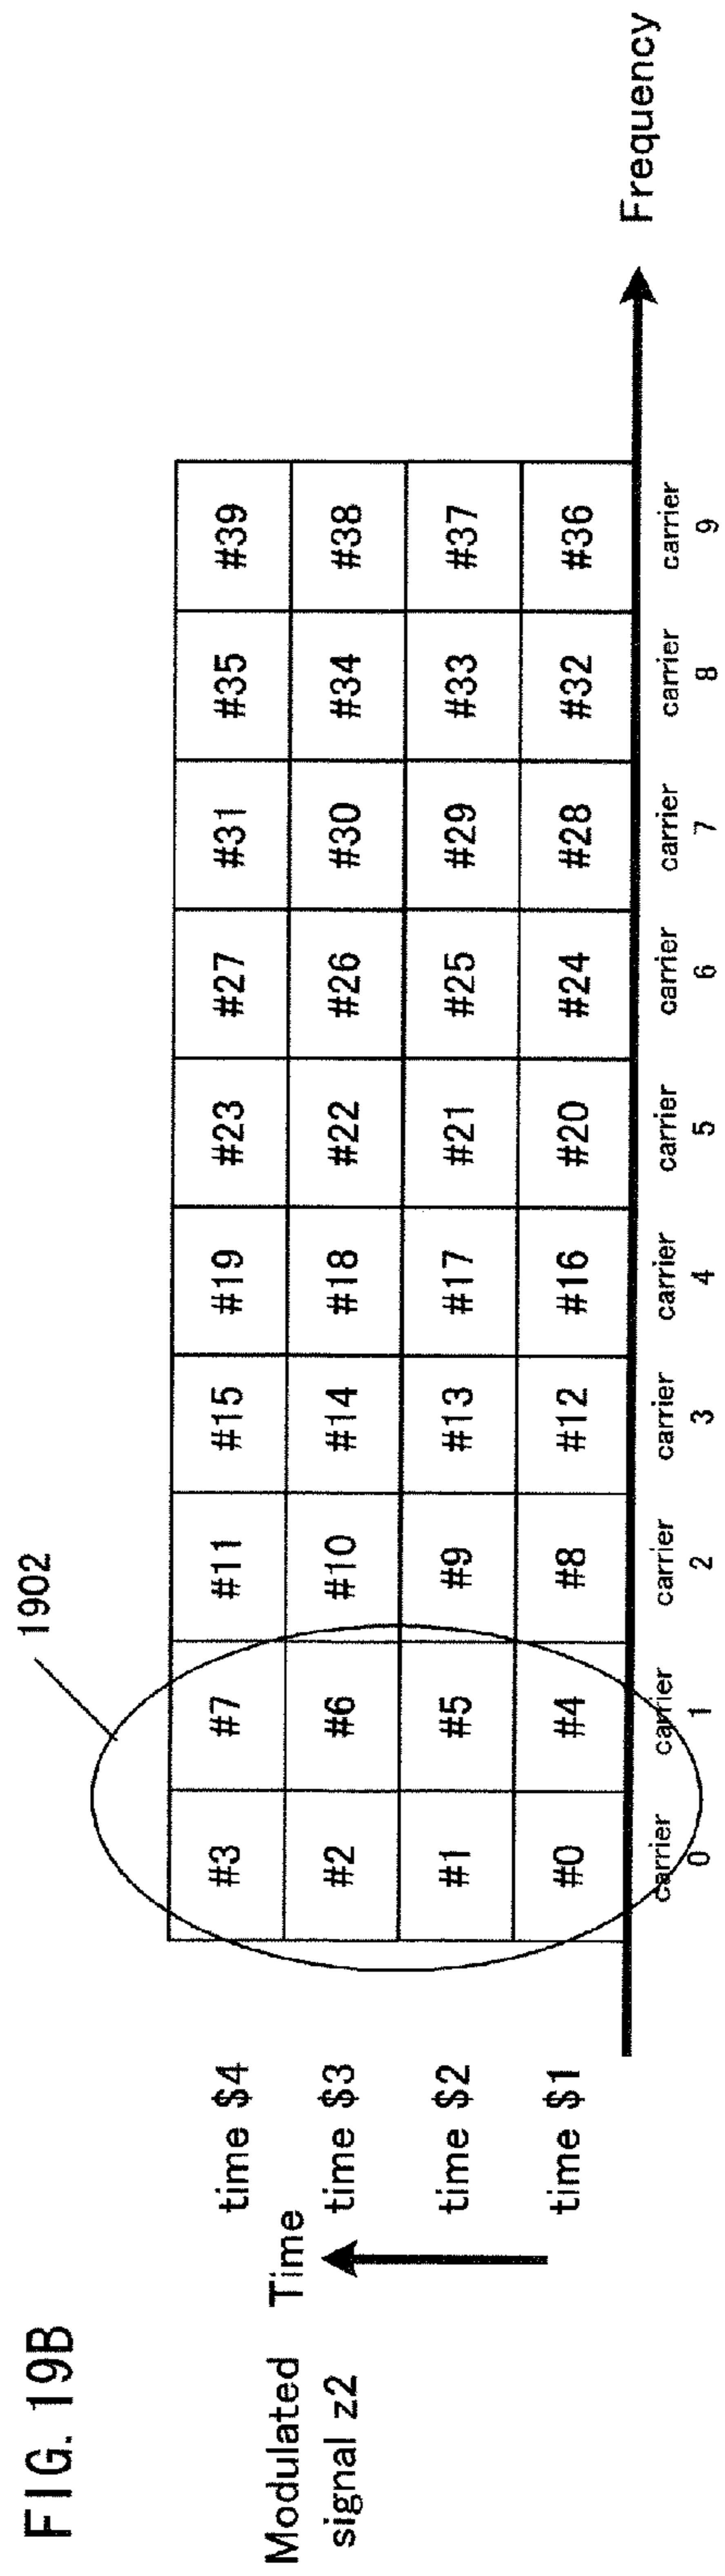 FIG. 19B
1902
Modulated
signal z2
Time
time $4 #3 #7 #11 #15 #19 #23 #27 #31 #35 #39
time $3 #2 #6 #10 #14 #18 #22 #26 #30 #34 #38
time $2 #1 #5 #9 #13 #17 #21 #25 #29 #33 #37
time $1 #0 #4 #8 #12 #16 #20 #24 #28 #32 #36
carrier carrier carrier carrier carrier carrier carrier carrier carrier carrier
0 1 2 3 4 5 6 7 8 9
Frequency